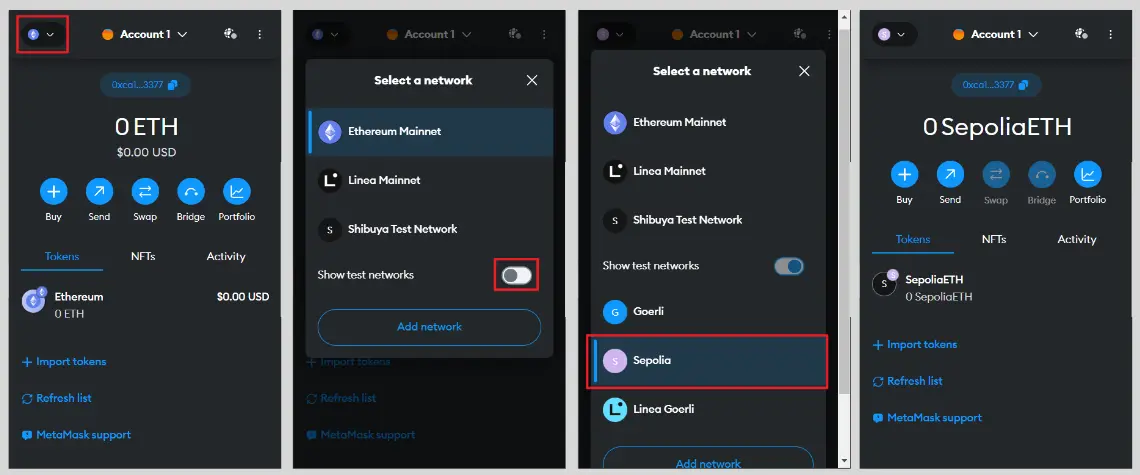 Account 1
0xca1...3377
0 ETH
$0.00 USD
Buy
Send
Swap
Bridge
Portfolio
Tokens
NFTs
Activity
Ethereum
$0.00 USD
0 ETH
Import tokens
Refresh list
MetaMask support
Account 1
Select a network
Ethereum Mainnet
Linea Mainnet
S
Shibuya Test Network
Show test networks
Add network
Import tokens
Refresh list
MetaMask support
Account 1
Select a network
Ethereum Mainnet
Linea Mainnet
S
Shibuya Test Network
Show test networks
G
Goerli
S
Sepolia
Linea Goerli
Add network
S
Account 1
0xca1...3377
0 SepoliaETH
Buy
Send
Swap
Bridge
Portfolio
Tokens
NFTs
Activity
S
S
SepoliaETH
0 SepoliaETH
Import tokens
Refresh list
MetaMask support